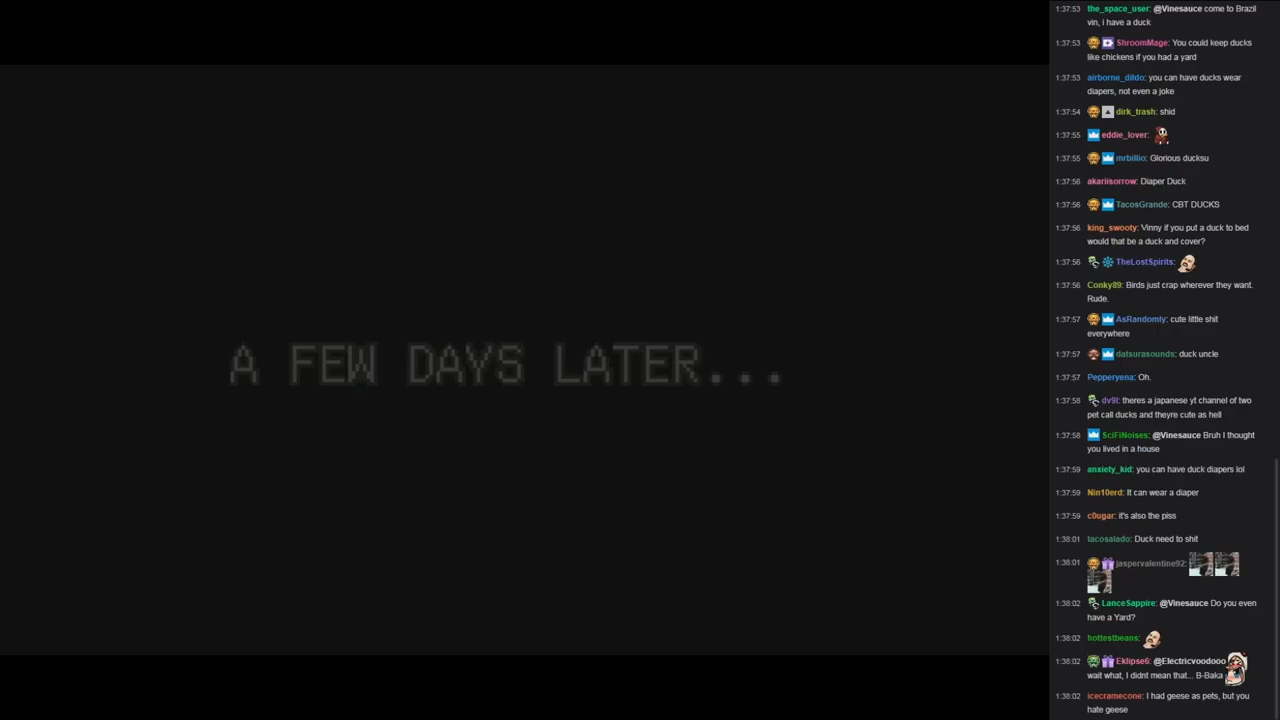 A FEW DAYS LATER...
1:37:53 the_space_user: @Vinesauce come to Brazil
vin, i have a duck
1:37:53 ShroomMage: You could keep ducks
like chickens if you had a yard
1:37:53 airborne_dildo: you can have ducks wear
diapers, not even a joke
1:37:54 dirk_trash: shid
1:37:55 eddie_lover:
1:37:55 mrbillio: Glorious ducksu
1:37:56 akariisorrow: Diaper Duck
1:37:56 TacosGrande: CBT DUCKS
1:37:56 king_swooty: Vinny if you put a duck to bed
would that be a duck and cover?
1:37:56 TheLostSpirits:
1:37:56 Conky89: Birds just crap wherever they want.
Rude.
1:37:57 AsRandomly: cute little shit
everywhere
1:37:57 datsurasounds: duck uncle
1:37:57 Pepperyena: Oh.
1:37:58 dv9l: theres a japanese yt channel of two
pet call ducks and theyre cute as hell
1:37:58 SciFiNoises: @Vinesauce Bruh I thought
you lived in a house
1:37:59 anxiety_kid: you can have duck diapers lol
1:37:59 Nin10erd: It can wear a diaper
1:37:59 c0ugar: it's also the piss
1:38:01 tacosalado: Duck need to shit
1:38:01 jaspervalentine92:
1:38:02 LanceSappire: @Vinesauce Do you even
have a Yard?
1:38:02 hottestbeans:
1:38:02 Eklipse6: @Electricvoodooo
wait what, I didnt mean that... B-Baka
1:38:02 icecramecone: I had geese as pets, but you
hate geese